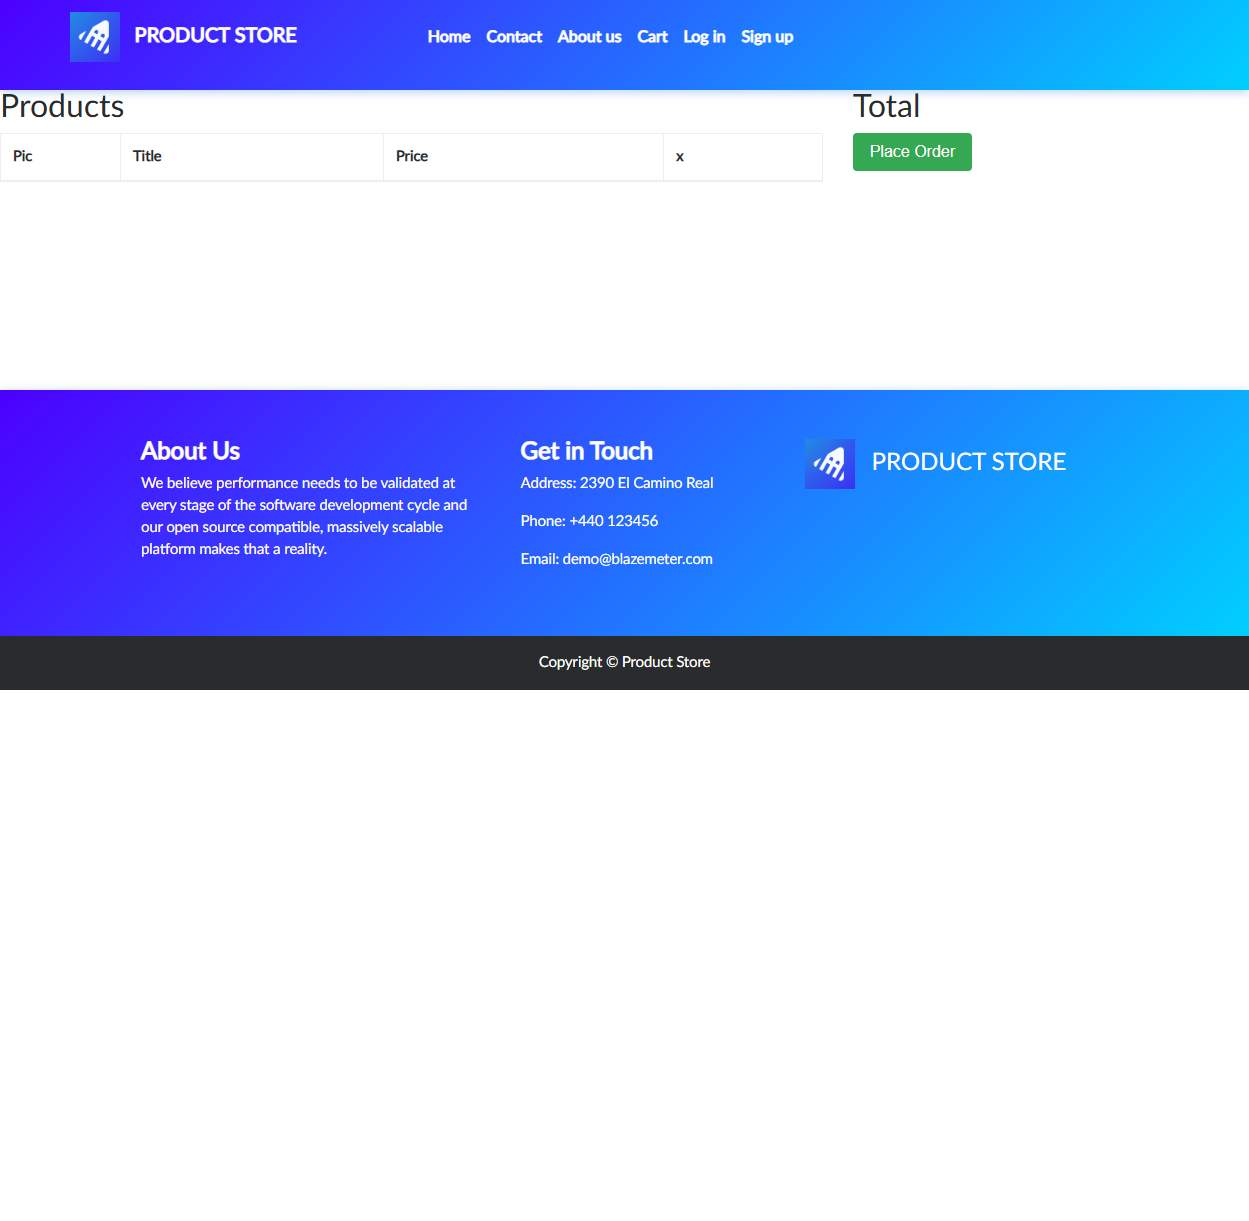 PRODUCT STORE
Home Contact About us Cart Log in Sign up
Products
Total
Pic Title Price x
Place Order
About Us
We believe performance needs to be validated at
every stage of the software development cycle and
our open source compatible, massively scalable
platform makes that a reality.
Get in Touch
Address: 2390 El Camino Real
Phone: +440 123456
Email: demo@blazemeter.com
PRODUCT STORE
Copyright © Product Store